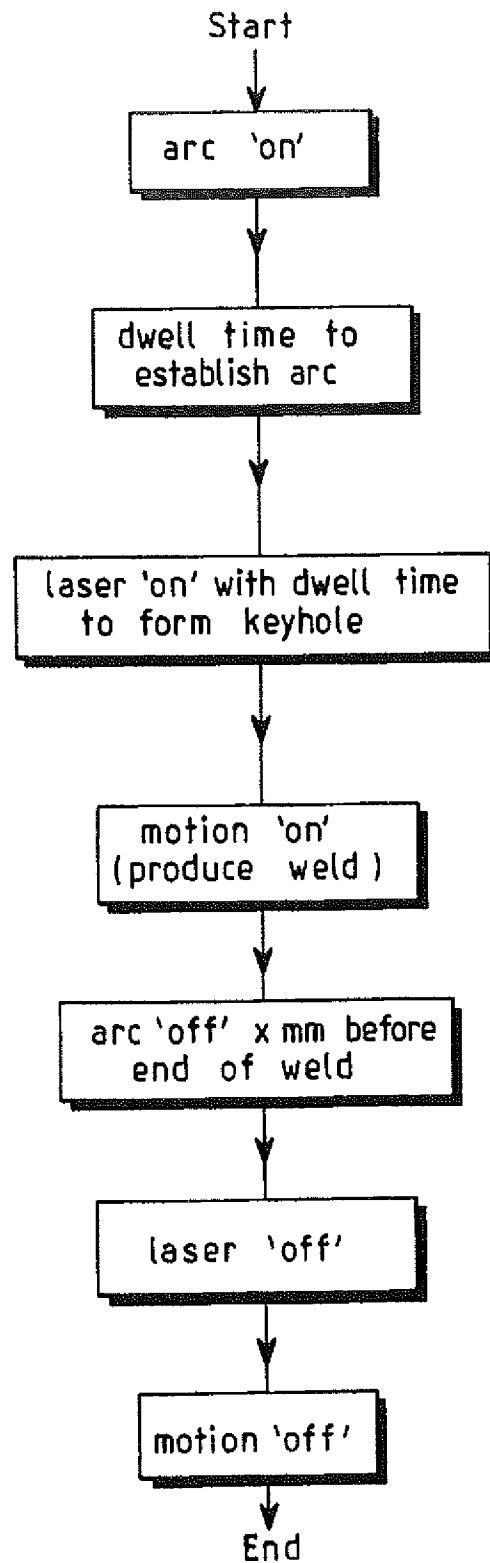 Start
arc 'on'
dwell time to
establish arc
laser 'on' with dwell time
to form keyhole
motion 'on'
(produce weld)
arc 'off' x mm before
end of weld
laser 'off'
motion 'off'
End